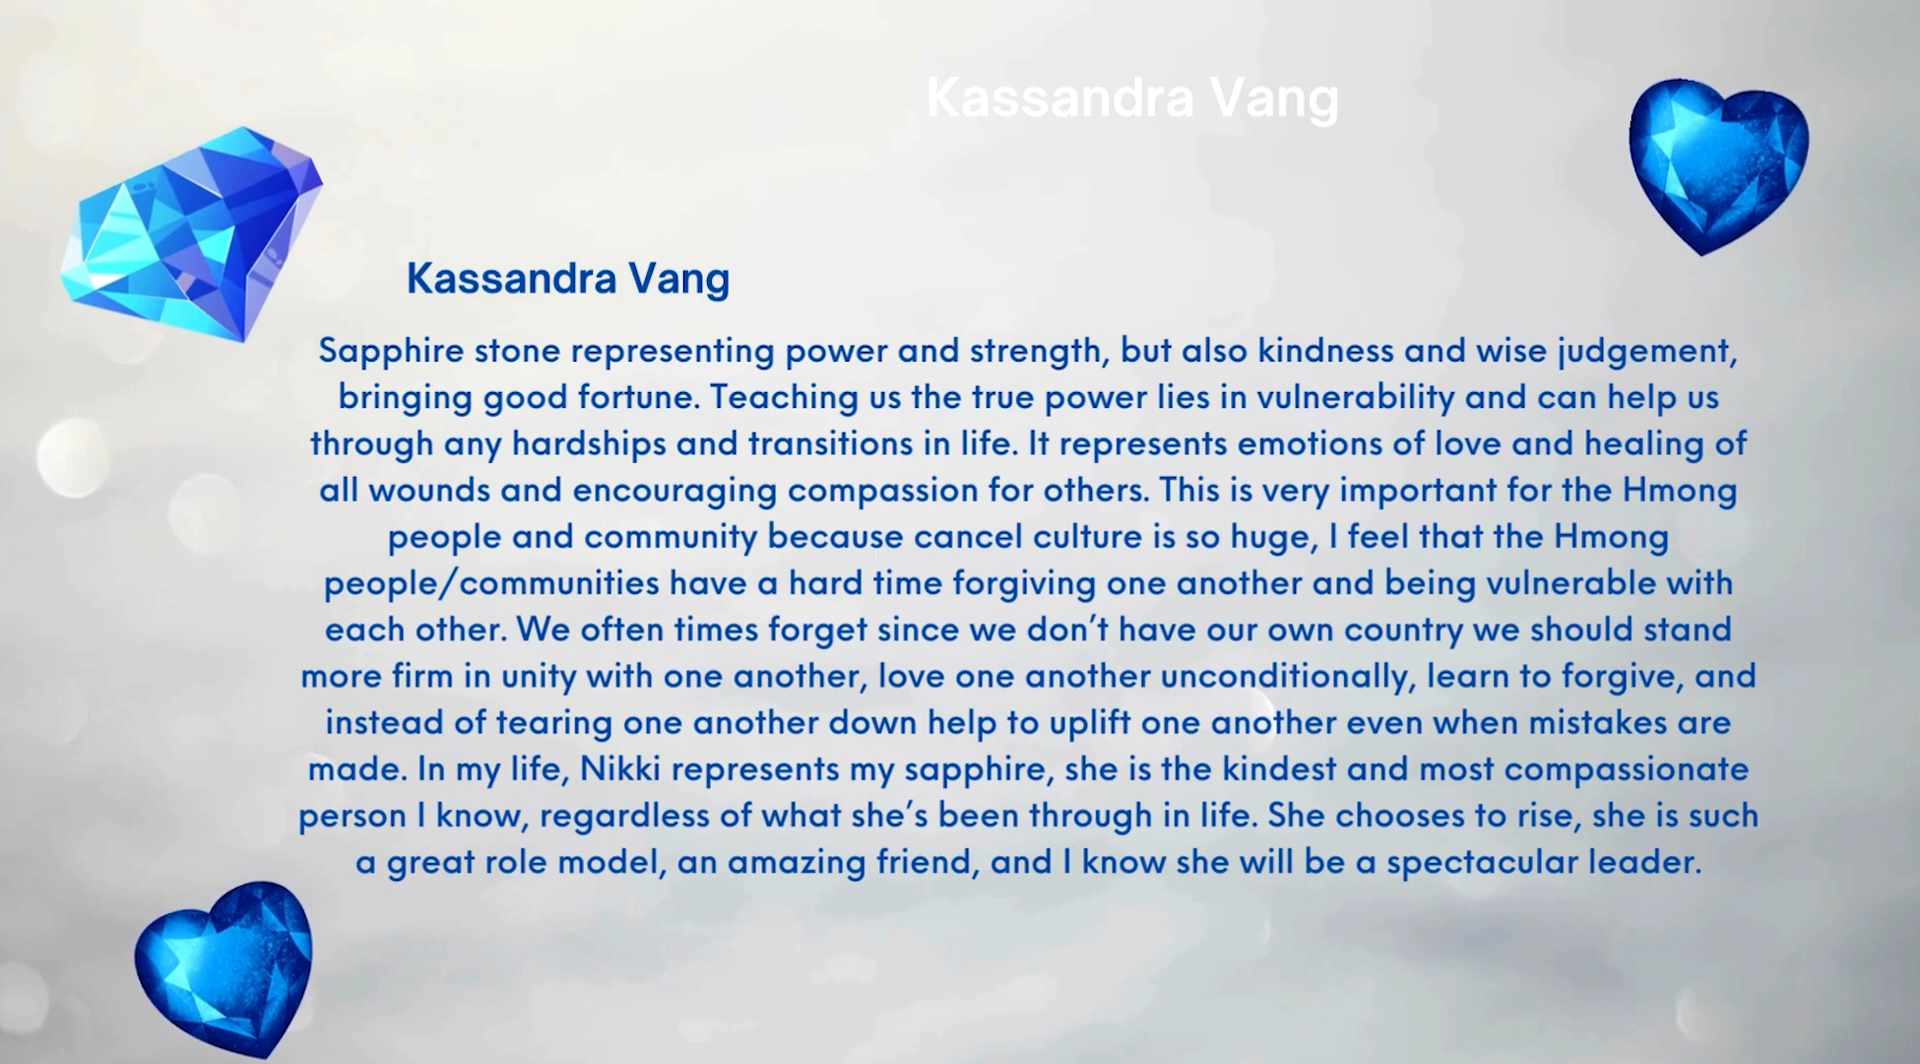 Kassandra Vang
Kassandra Vang
Sapphire stone representing power and strength, but also kindness and wise judgement,
bringing good fortune. Teaching us the true power lies in vulnerability and can help us
through any hardships and transitions in life. It represents emotions of love and healing of
all wounds and encouraging compassion for others. This is very important for the Hmong
people and community because cancel culture is so huge, I feel that the Hmong
people/communities have a hard time forgiving one another and being vulnerable with
each other. We often times forget since we don’t have our own country we should stand
more firm in unity with one another, love one another unconditionally, learn to forgive, and
instead of tearing one another down help to uplift one another even when mistakes are
made. In my life, Nikki represents my sapphire, she is the kindest and most compassionate
person I know, regardless of what she’s been through in life. She chooses to rise, she is such
a great role model, an amazing friend, and I know she will be a spectacular leader.